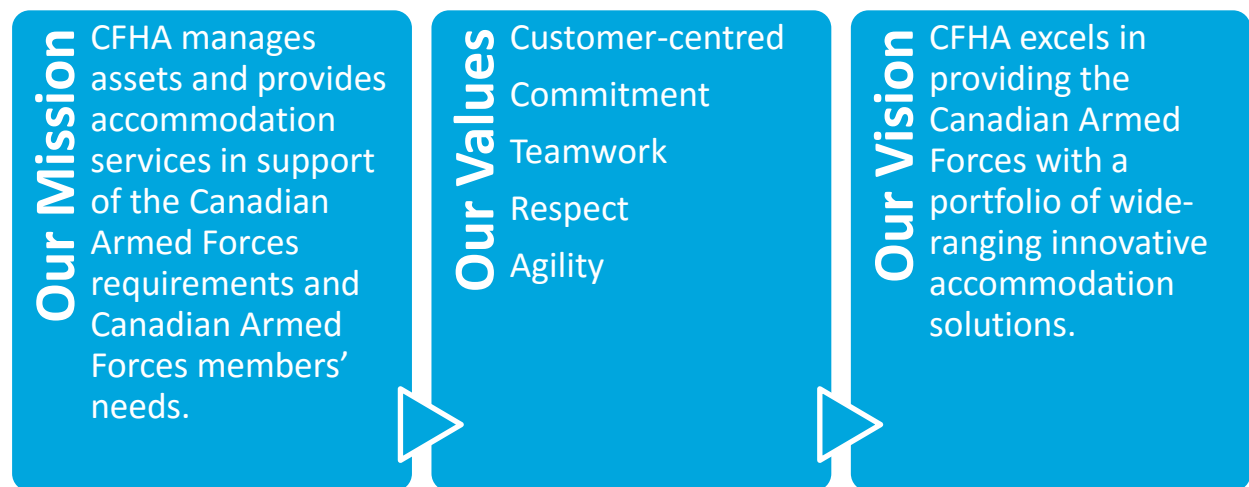 Our Mission
CFHA manages
assets and provides
accommodation
services in support
of the Canadian
Armed Forces
requirements and
Canadian Armed
Forces members’
needs.
Our Values
Customer-centred
Commitment
Teamwork
Respect
Agility
Our Vision
CFHA excels in
providing the
Canadian Armed
Forces with a
portfolio of wide-
ranging innovative
accommodation
solutions.